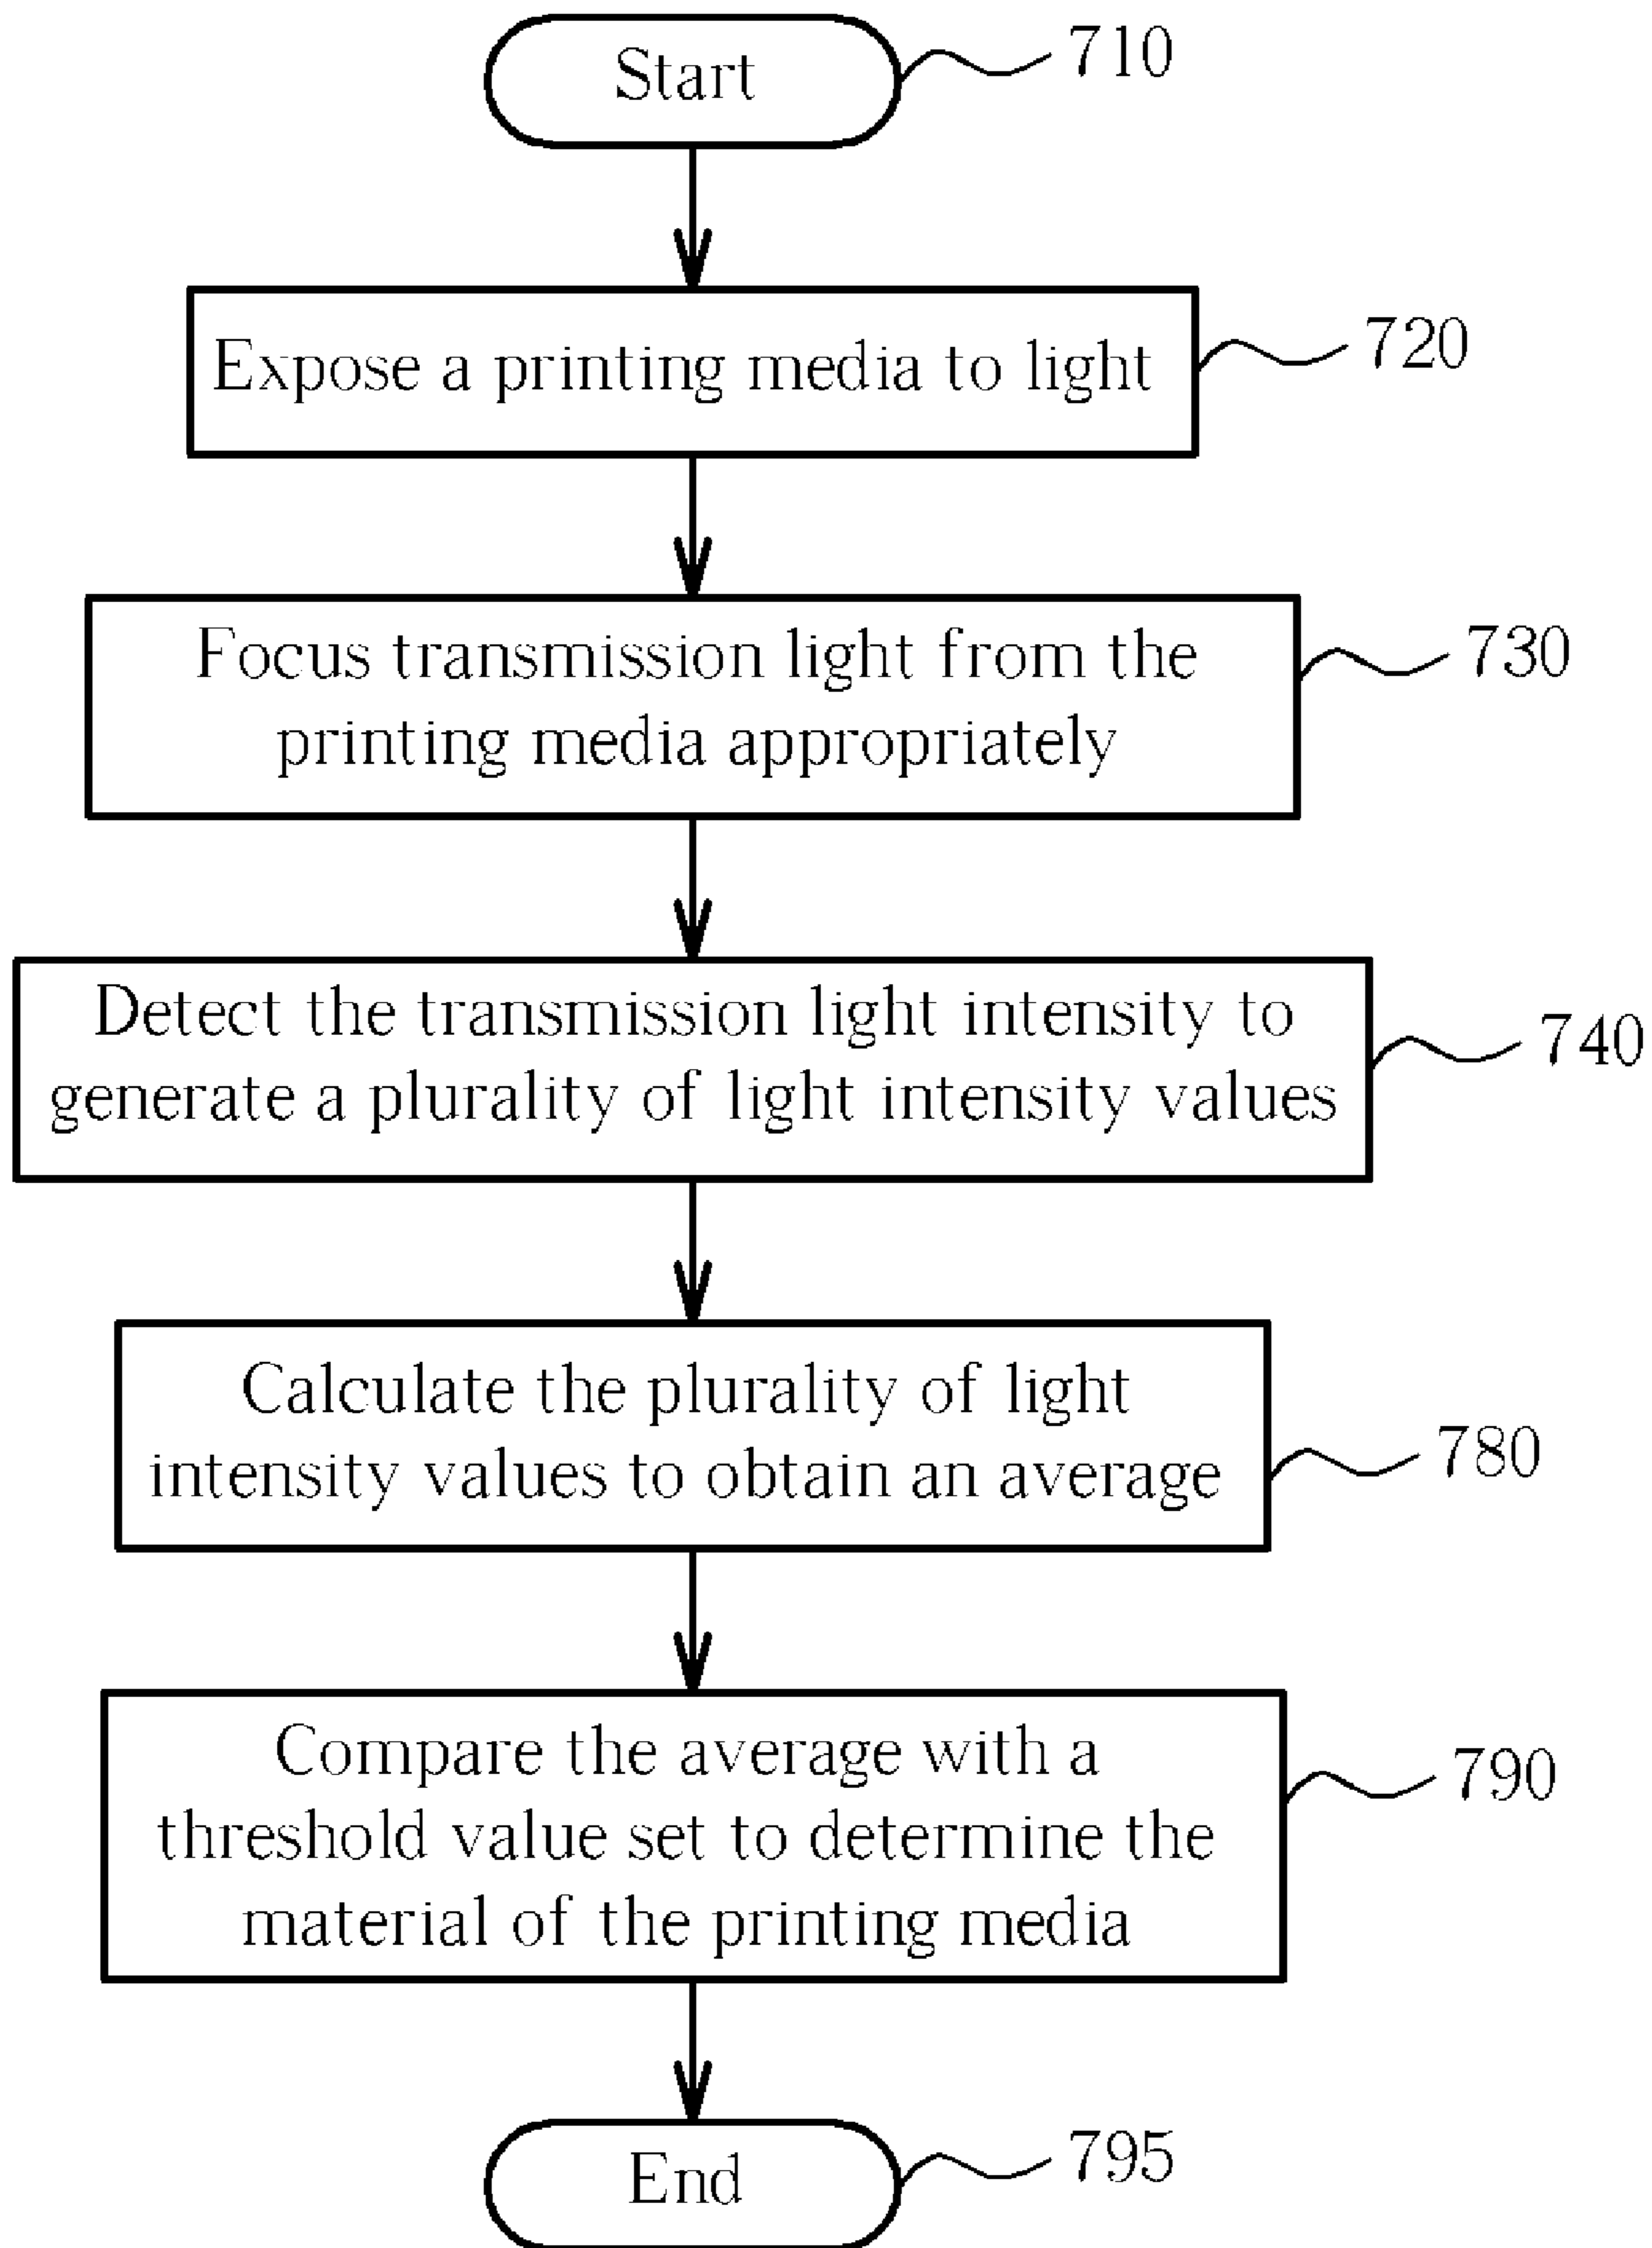 Start
710
Expose a printing media to light
720
Focus transmission light from the
printing media appropriately
730
Detect the transmission light intensity to
generate a plurality of light intensity values
740
Calculate the plurality of light
intensity values to obtain an average
780
Compare the average with a
threshold value set to determine the
material of the printing media
790
End
795